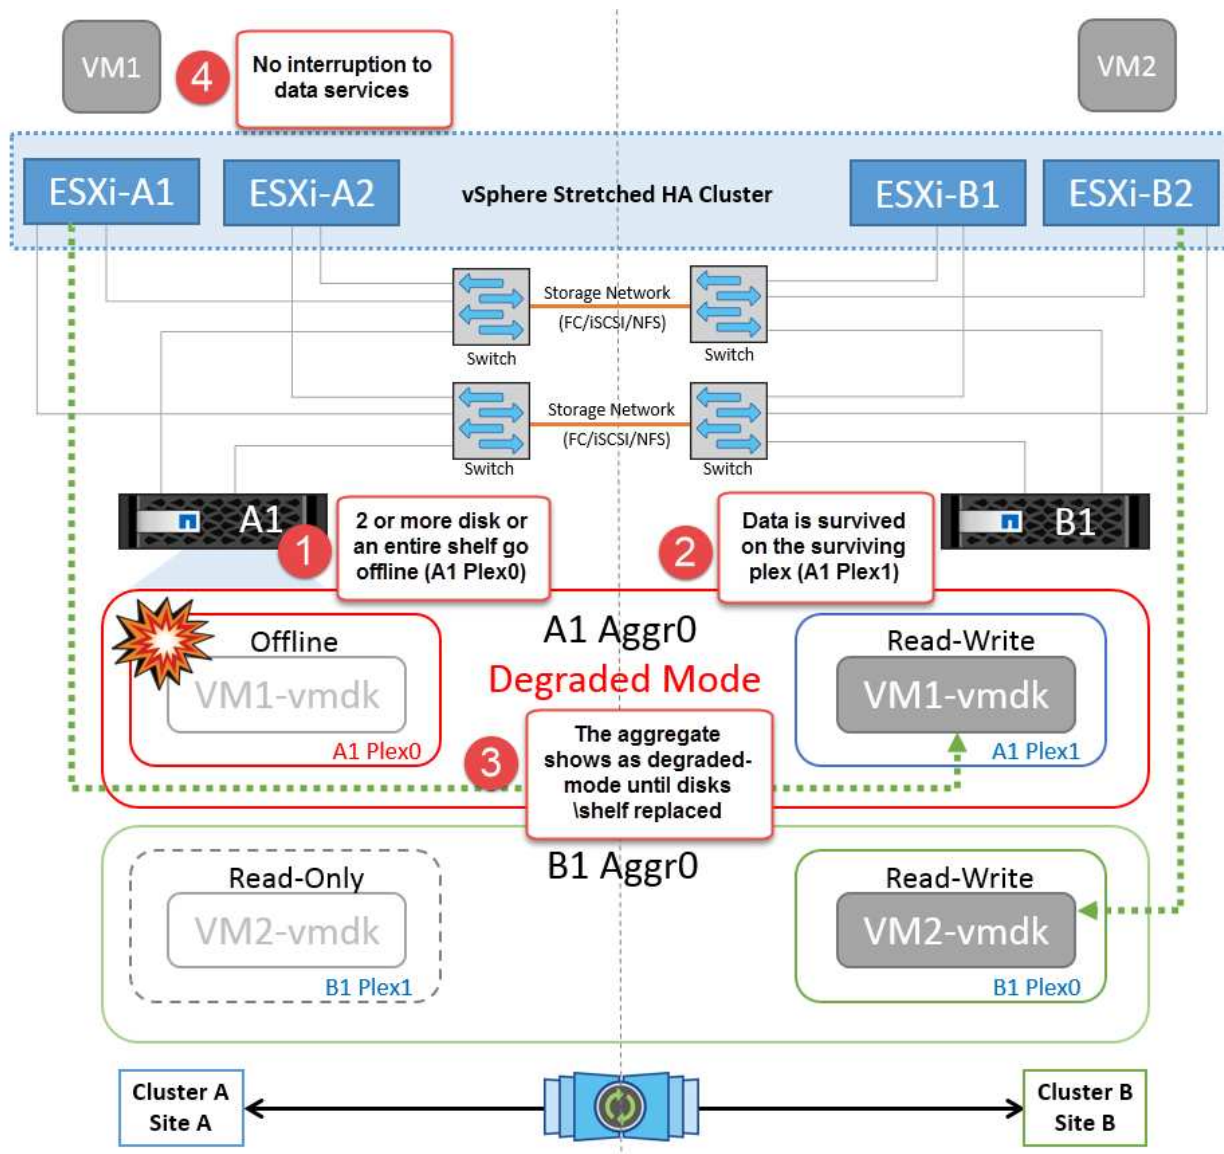 VM1
4
No interruption to
data services
VM2
ESXi-A1
ESXi-A2
vSphere Stretched HA Cluster
ESXi-B1
ESXi-B2
Storage Network
(FC/iSCSI/NFS)
Switch
Switch
Storage Network
(FC/iSCSI/NFS)
Switch
Switch
A1
1
2 or more disk or
an entire shelf go
offline (A1 Plex0)
2
Data is survived
on the surviving
plex (A1 Plex1)
B1
A1 Aggr0
Degraded Mode
Offline
VM1-vmdk
A1 Plex0
Read-Write
VM1-vmdk
A1 Plex1
3
The aggregate
shows as degraded-
mode until disks
\shelf replaced
B1 Aggr0
Read-Only
VM2-vmdk
B1 Plex1
Read-Write
VM2-vmdk
B1 Plex0
Cluster A
Site A
Cluster B
Site B